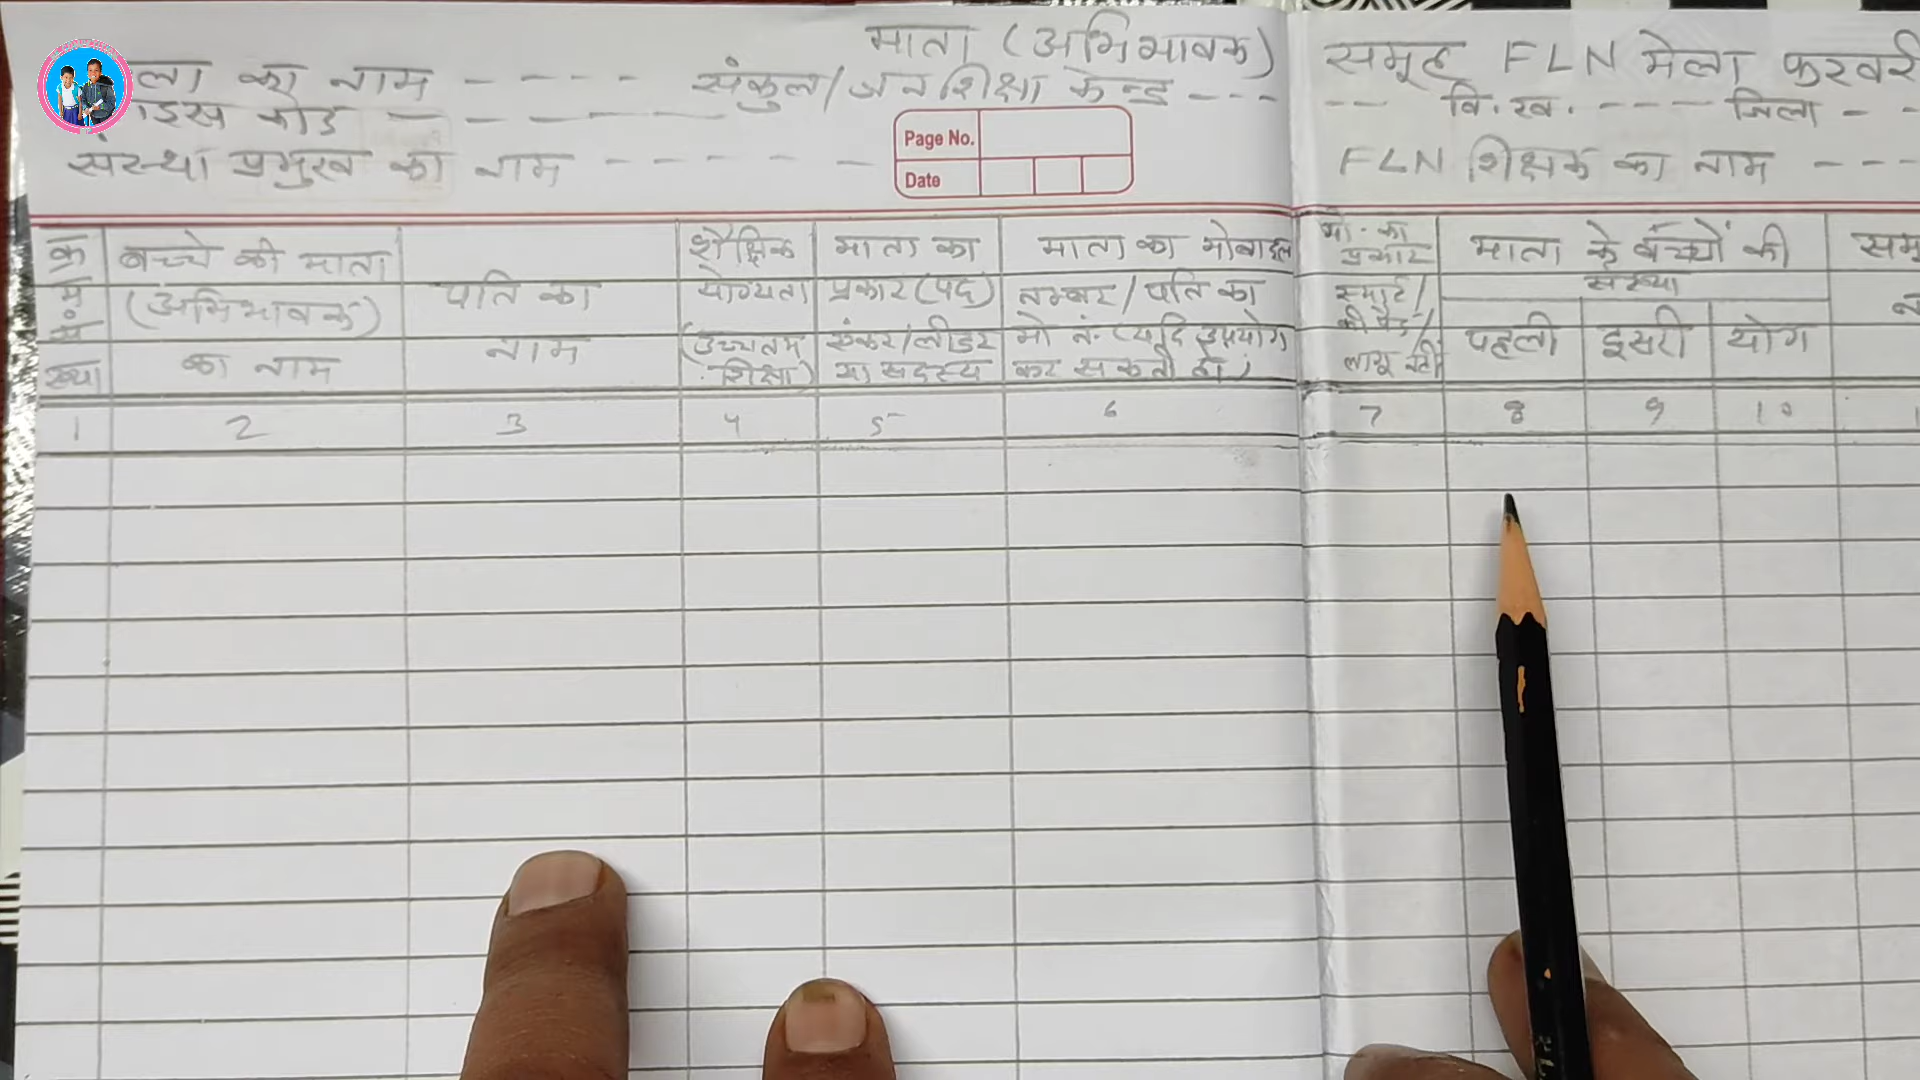 माता (अभिभावक) समूह FLN मेला फरवरी
ला का नाम - - - - संकुल/जन शिक्षा केन्द्र - - - - - वि.ख. - - - - जिला - -
डाइस कोड - - - - - -
संस्था प्रमुख का नाम - - - - - - FLN शिक्षक का नाम - - -
Page No.
Date
क्रमं संख्या
बच्चे की माता
(अभिभावक)
का नाम
पति का
नाम
शैक्षिक
योग्यता
(उच्चतम
शिक्षा)
माता का
प्रकार (पद)
लीडर
या सदस्य
माता का मोबाइल
नम्बर/पति का
मो नं. (यदि उपयोग
कर सकती हो)
मो. का
प्रकार
स्मार्ट/
की पैड/
लागू नहीं
माता के बच्चों की
संख्या
पहली दूसरी योग
समू
1 2 3 4 5 6 7 8 9 10 1